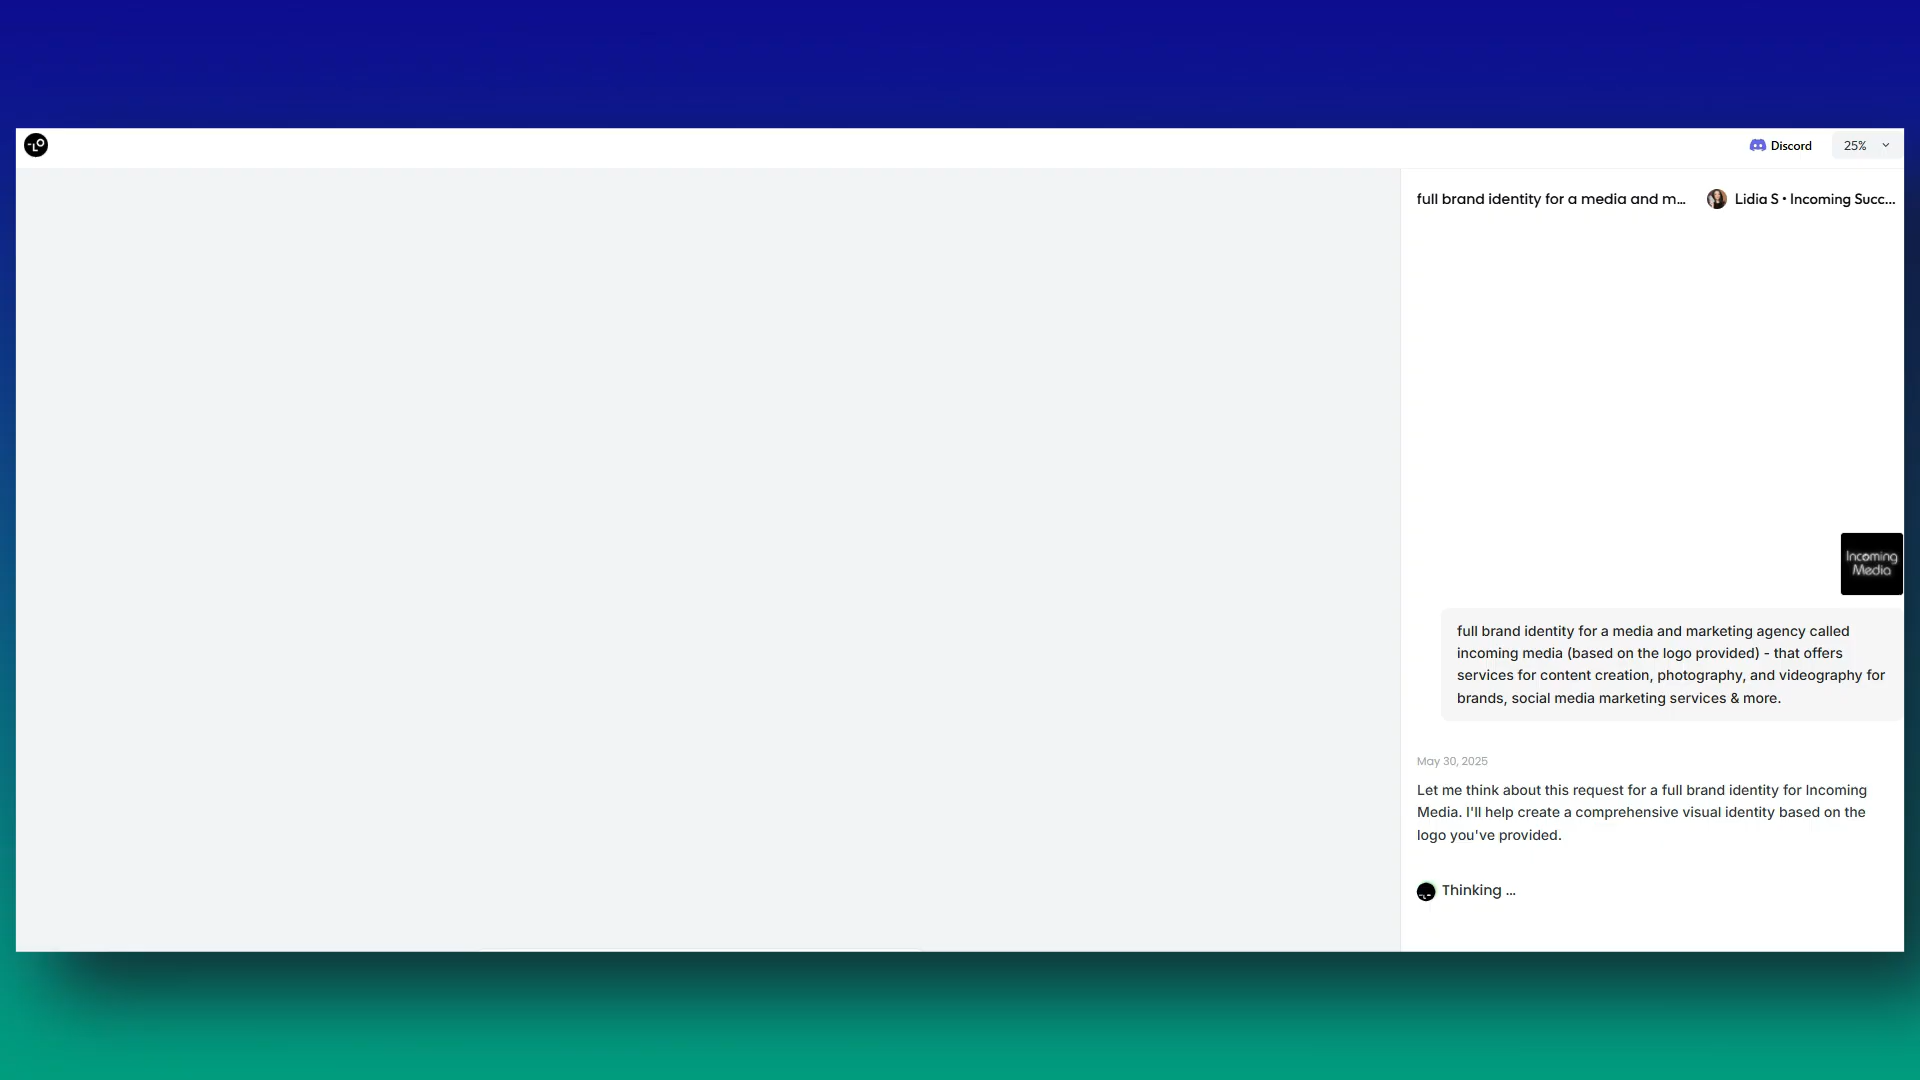 Discord
25%
full brand identity for a media and m...
Lidia S • Incoming Succ...
Incoming
Media
full brand identity for a media and marketing agency called
incoming media (based on the logo provided) - that offers
services for content creation, photography, and videography for
brands, social media marketing services & more.
May 30, 2025
Let me think about this request for a full brand identity for Incoming
Media. I'll help create a comprehensive visual identity based on the
logo you've provided.
Thinking ...